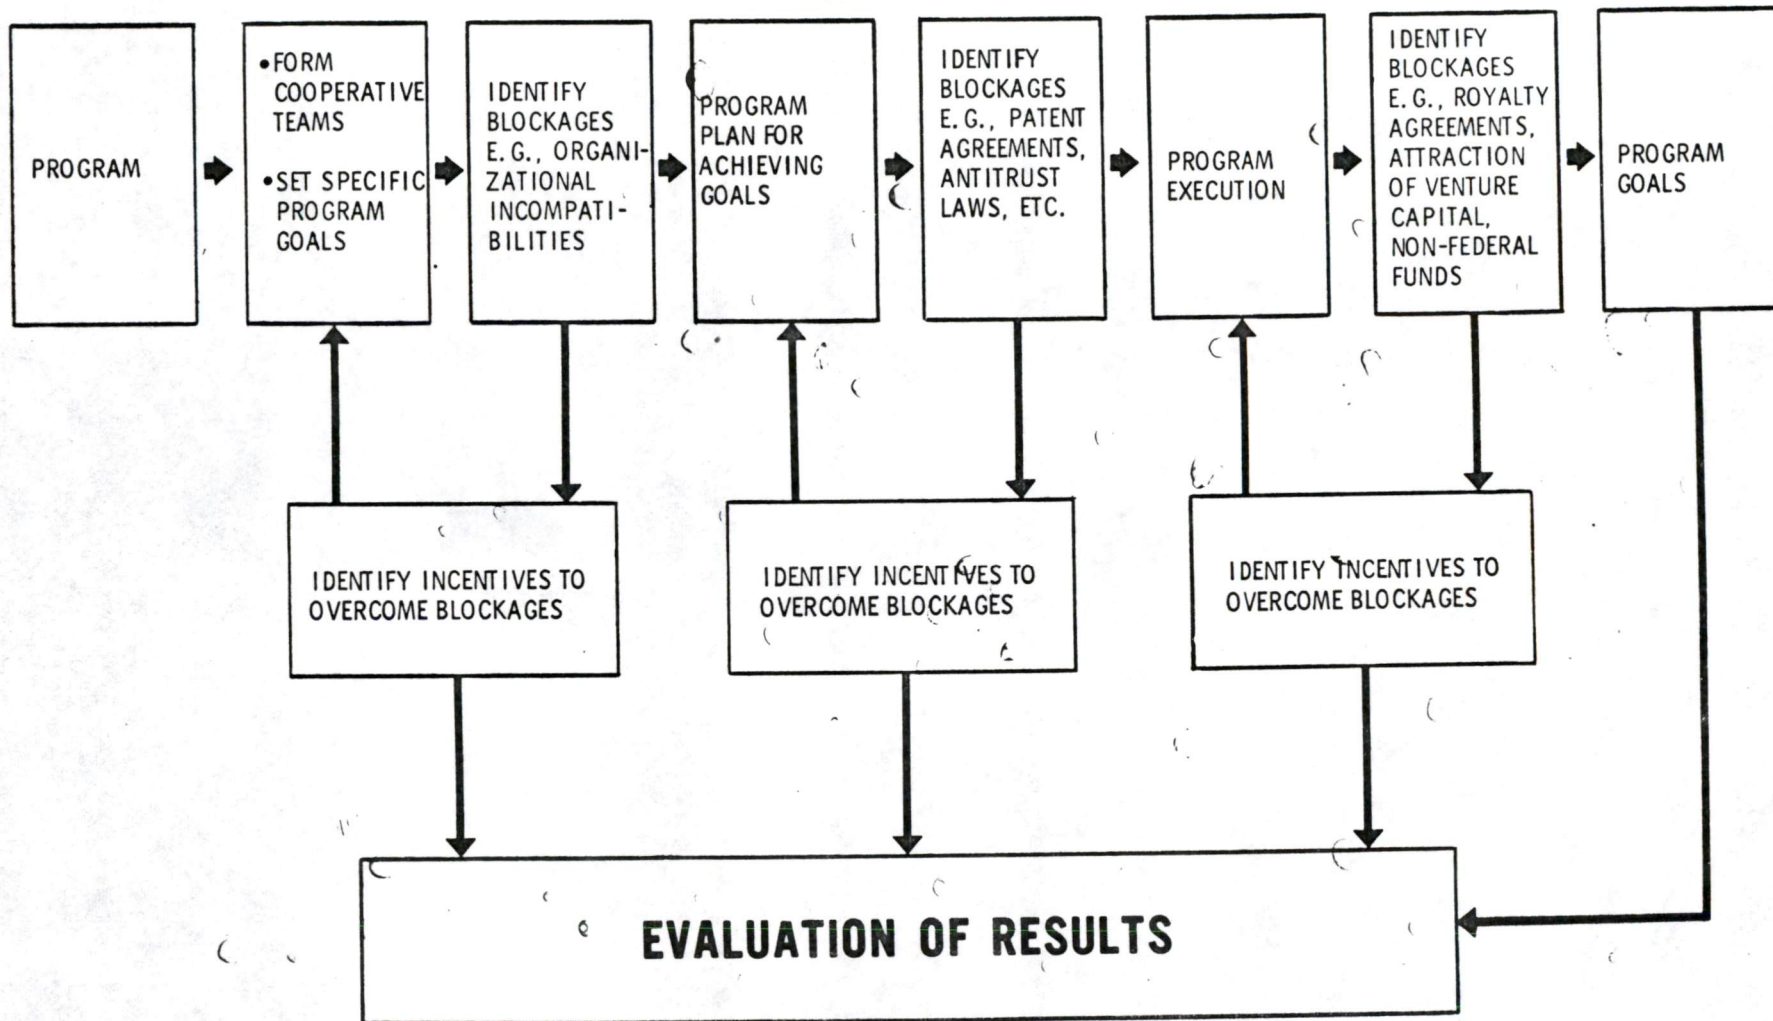 PROGRAM
•FORM
COOPERATIVE
TEAMS
•SET SPECIFIC
PROGRAM
GOALS
IDENTIFY
BLOCKAGES
E.G., ORGANI-
ZATIONAL
INCOMPATI-
BILITIES
PROGRAM
PLAN FOR
ACHIEVING
GOALS
IDENTIFY
BLOCKAGES
E.G., PATENT
AGREEMENTS,
ANTITRUST
LAWS, ETC.
PROGRAM
EXECUTION
IDENTIFY
BLOCKAGES
E.G., ROYALTY
AGREEMENTS,
ATTRACTION
OF VENTURE
CAPITAL,
NON-FEDERAL
FUNDS
PROGRAM
GOALS
IDENTIFY INCENTIVES TO
OVERCOME BLOCKAGES
IDENTIFY INCENTIVES TO
OVERCOME BLOCKAGES
IDENTIFY INCENTIVES TO
OVERCOME BLOCKAGES
EVALUATION OF RESULTS